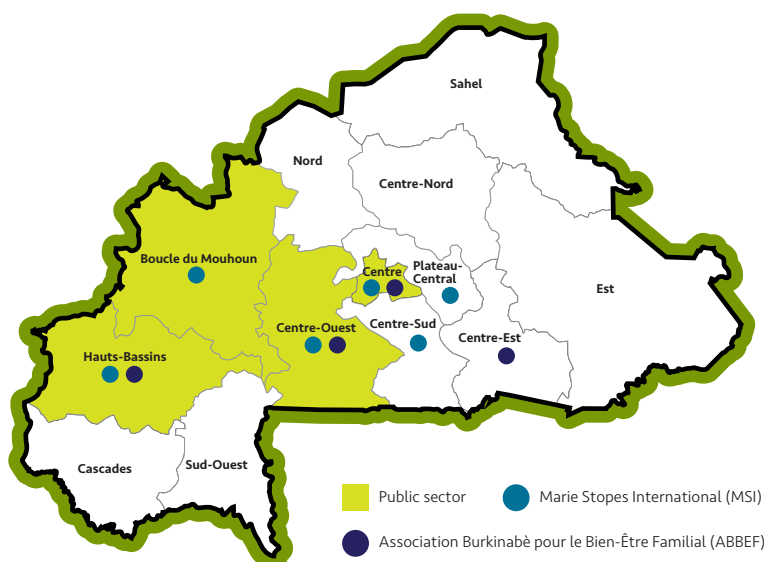 Sahel
Nord
Centre-Nord
Boucle du Mouhoun
Centre
Plateau-
Central
Est
Centre-Ouest
Centre-Sud
Centre-Est
Hauts-Bassins
Cascades
Sud-Ouest
Public sector
Marie Stopes International (MSI)
Association Burkinabè pour le Bien-Être Familial (ABBEF)